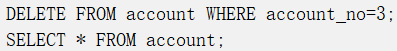 DELETE FROM account WHERE account_no=3;
SELECT * FROM account;